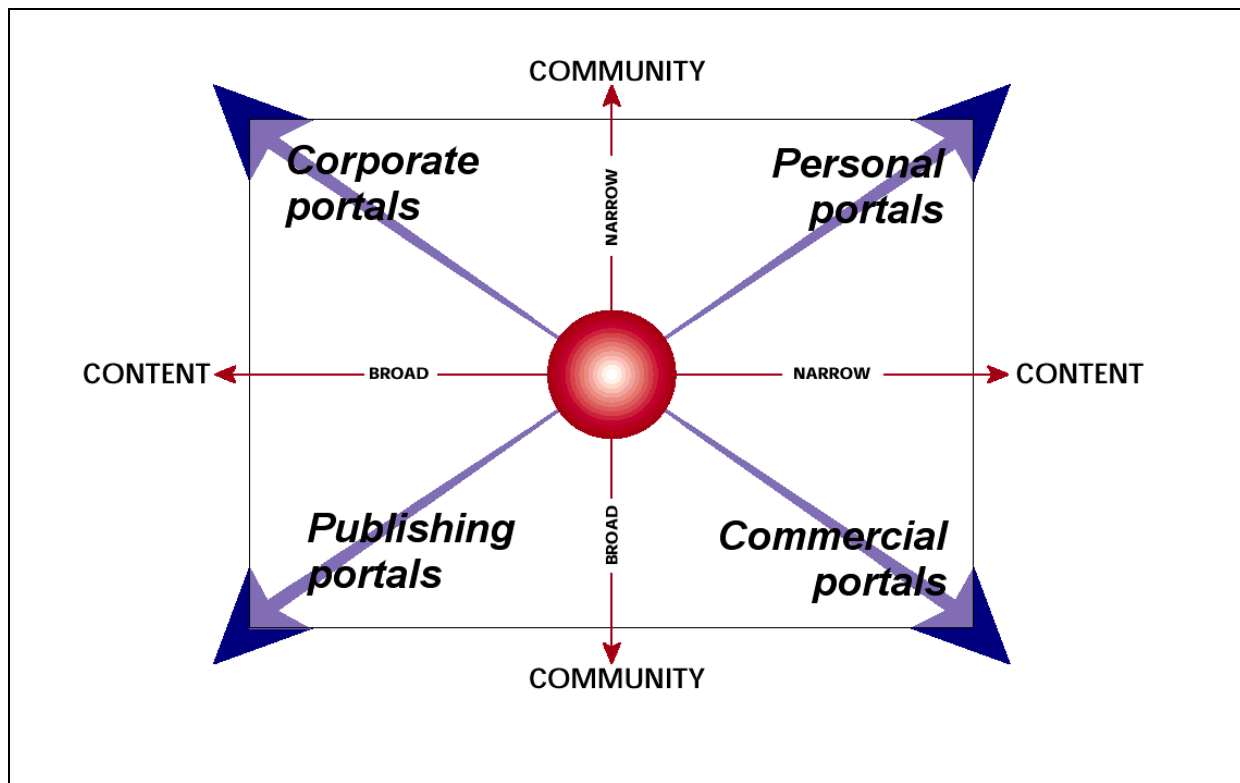 COMMUNITY
Corporate
portals
NARROW
Personal
portals
CONTENT
BROAD
NARROW
CONTENT
Publishing
portals
BROAD
Commercial
portals
COMMUNITY